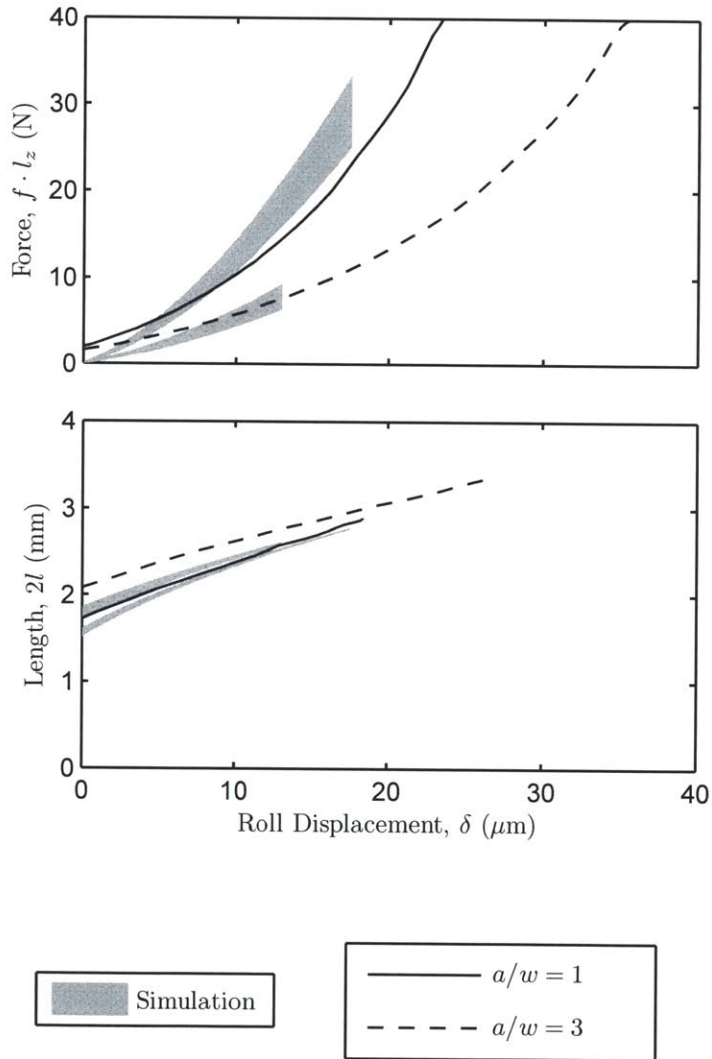 40
30
20
10
0
Force, f · l_z (N)
4
3
2
1
0
Length, 2l (mm)
0 10 20 30 40
Roll Displacement, δ (μm)
Simulation
a/w = 1
a/w = 3